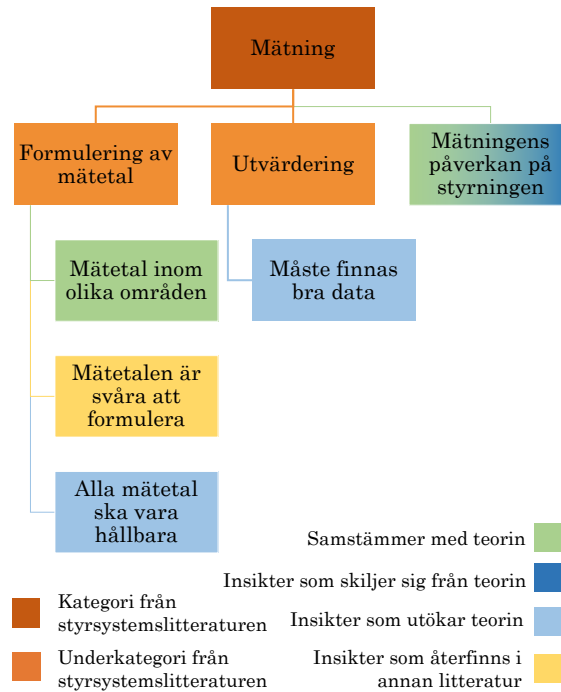 Mätning
Formulering av
mätetal
Utvärdering
Mätningens
påverkan på
styrningen
Mätetal inom
olika områden
Måste finnas
bra data
Mätetalen är
svåra att
formulera
Alla mätetal
ska vara
hållbara
Samstämmer med teorin
Insikter som skiljer sig från teorin
Kategori från
styrsystemslitteraturen
Insikter som utökar teorin
Underkategori från
styrsystemslitteraturen
Insikter som återfinns i
annan litteratur